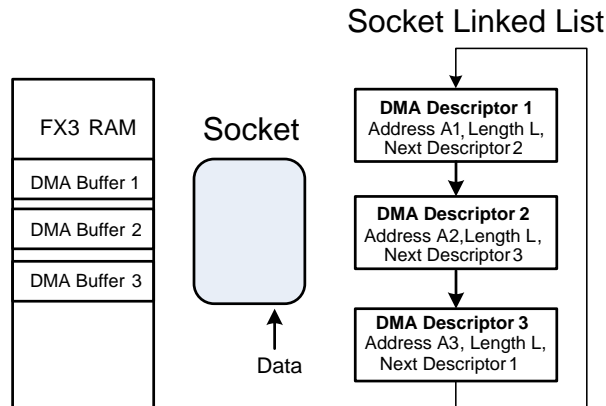 Socket Linked List
FX3 RAM
DMA Buffer 1
DMA Buffer 2
DMA Buffer 3
Socket
Data
DMA Descriptor 1
Address A1, Length L,
Next Descriptor 2
DMA Descriptor 2
Address A2,Length L,
Next Descriptor 3
DMA Descriptor 3
Address A3, Length L,
Next Descriptor 1